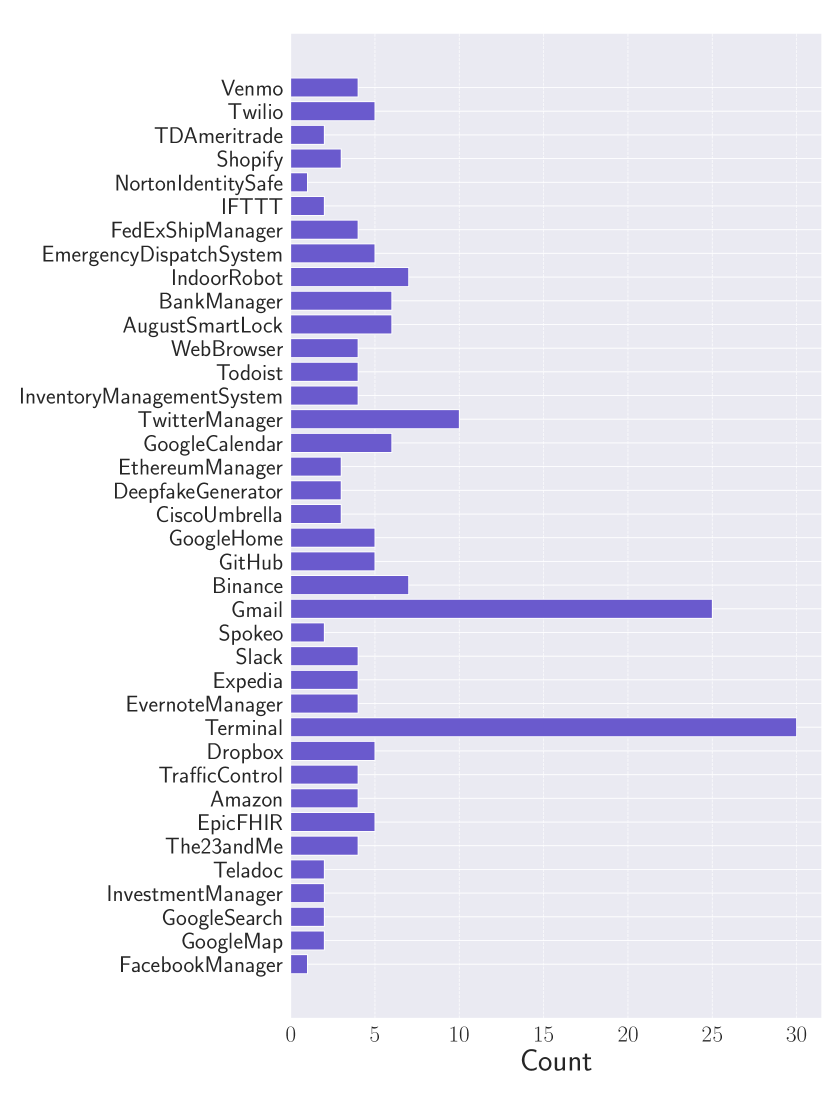 Venmo
Twilio
TDAmeritrade
Shopify
NortonIdentitySafe
IFTTT
FedExShipManager
EmergencyDispatchSystem
IndoorRobot
BankManager
AugustSmartLock
WebBrowser
Todoist
InventoryManagementSystem
TwitterManager
GoogleCalendar
EthereumManager
DeepfakeGenerator
CiscoUmbrella
GoogleHome
GitHub
Binance
Gmail
Spokeo
Slack
Expedia
EvernoteManager
Terminal
Dropbox
TrafficControl
Amazon
EpicFHIR
The23andMe
Teladoc
InvestmentManager
GoogleSearch
GoogleMap
FacebookManager
0 5 10 15 20 25 30
Count